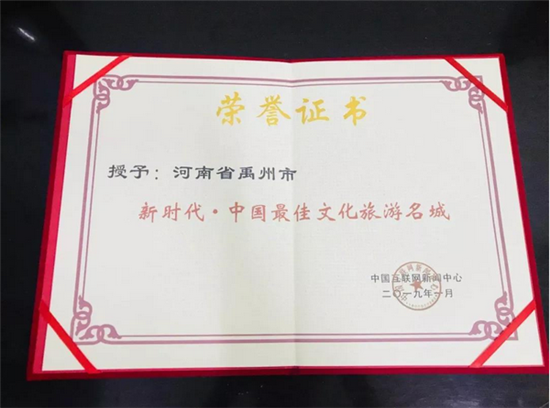 荣誉证书
授予：河南省禹州市
新时代·中国最佳文化旅游名城
中国互联网新闻中心
二〇一九年一月